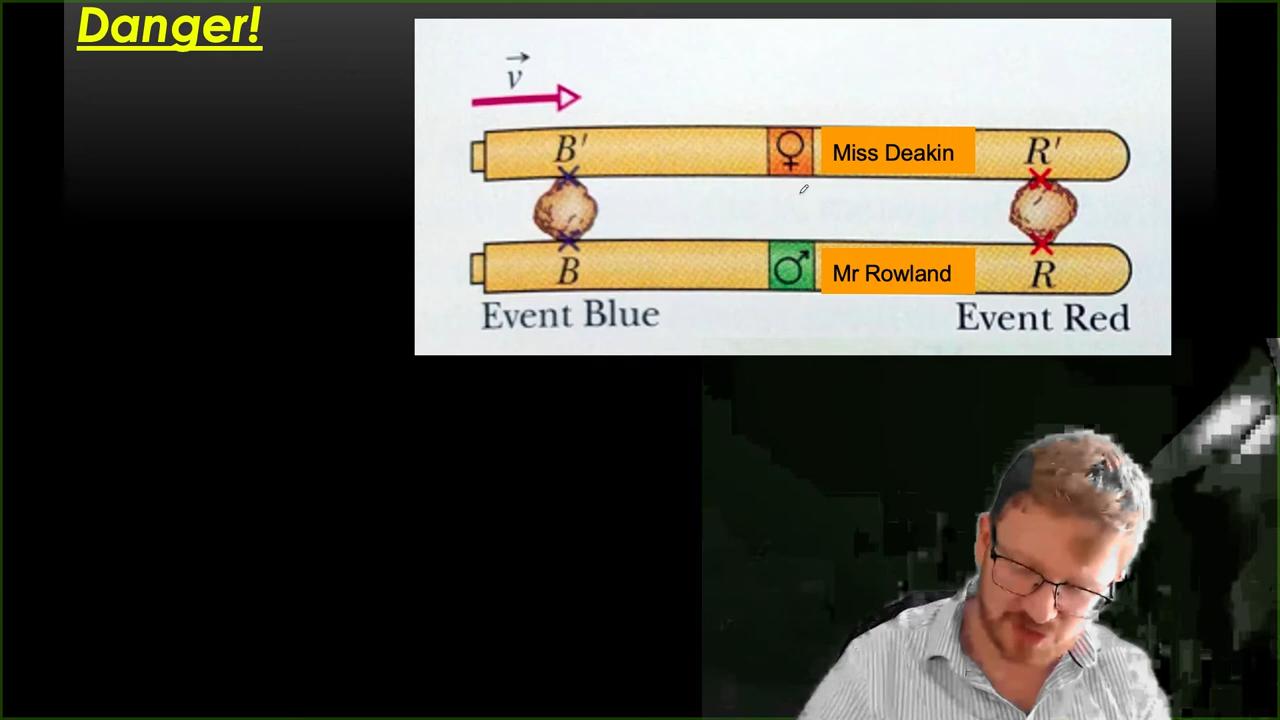 Danger!
v
B′ Miss Deakin R′
B Mr Rowland R
Event Blue Event Red